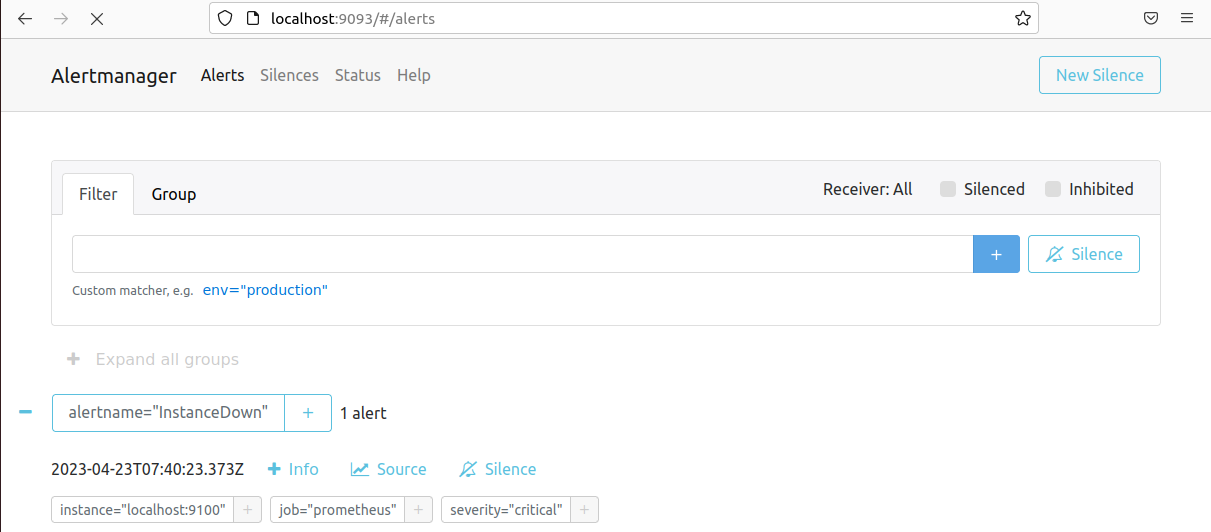 localhost:9093/#/alerts
Alertmanager Alerts Silences Status Help New Silence
Filter Group Receiver: All Silenced Inhibited
+ Silence
Custom matcher, e.g. env="production"
+ Expand all groups
alertname="InstanceDown" + 1 alert
2023-04-23T07:40:23.373Z + Info Source Silence
instance="localhost:9100" + job="prometheus" + severity="critical" +